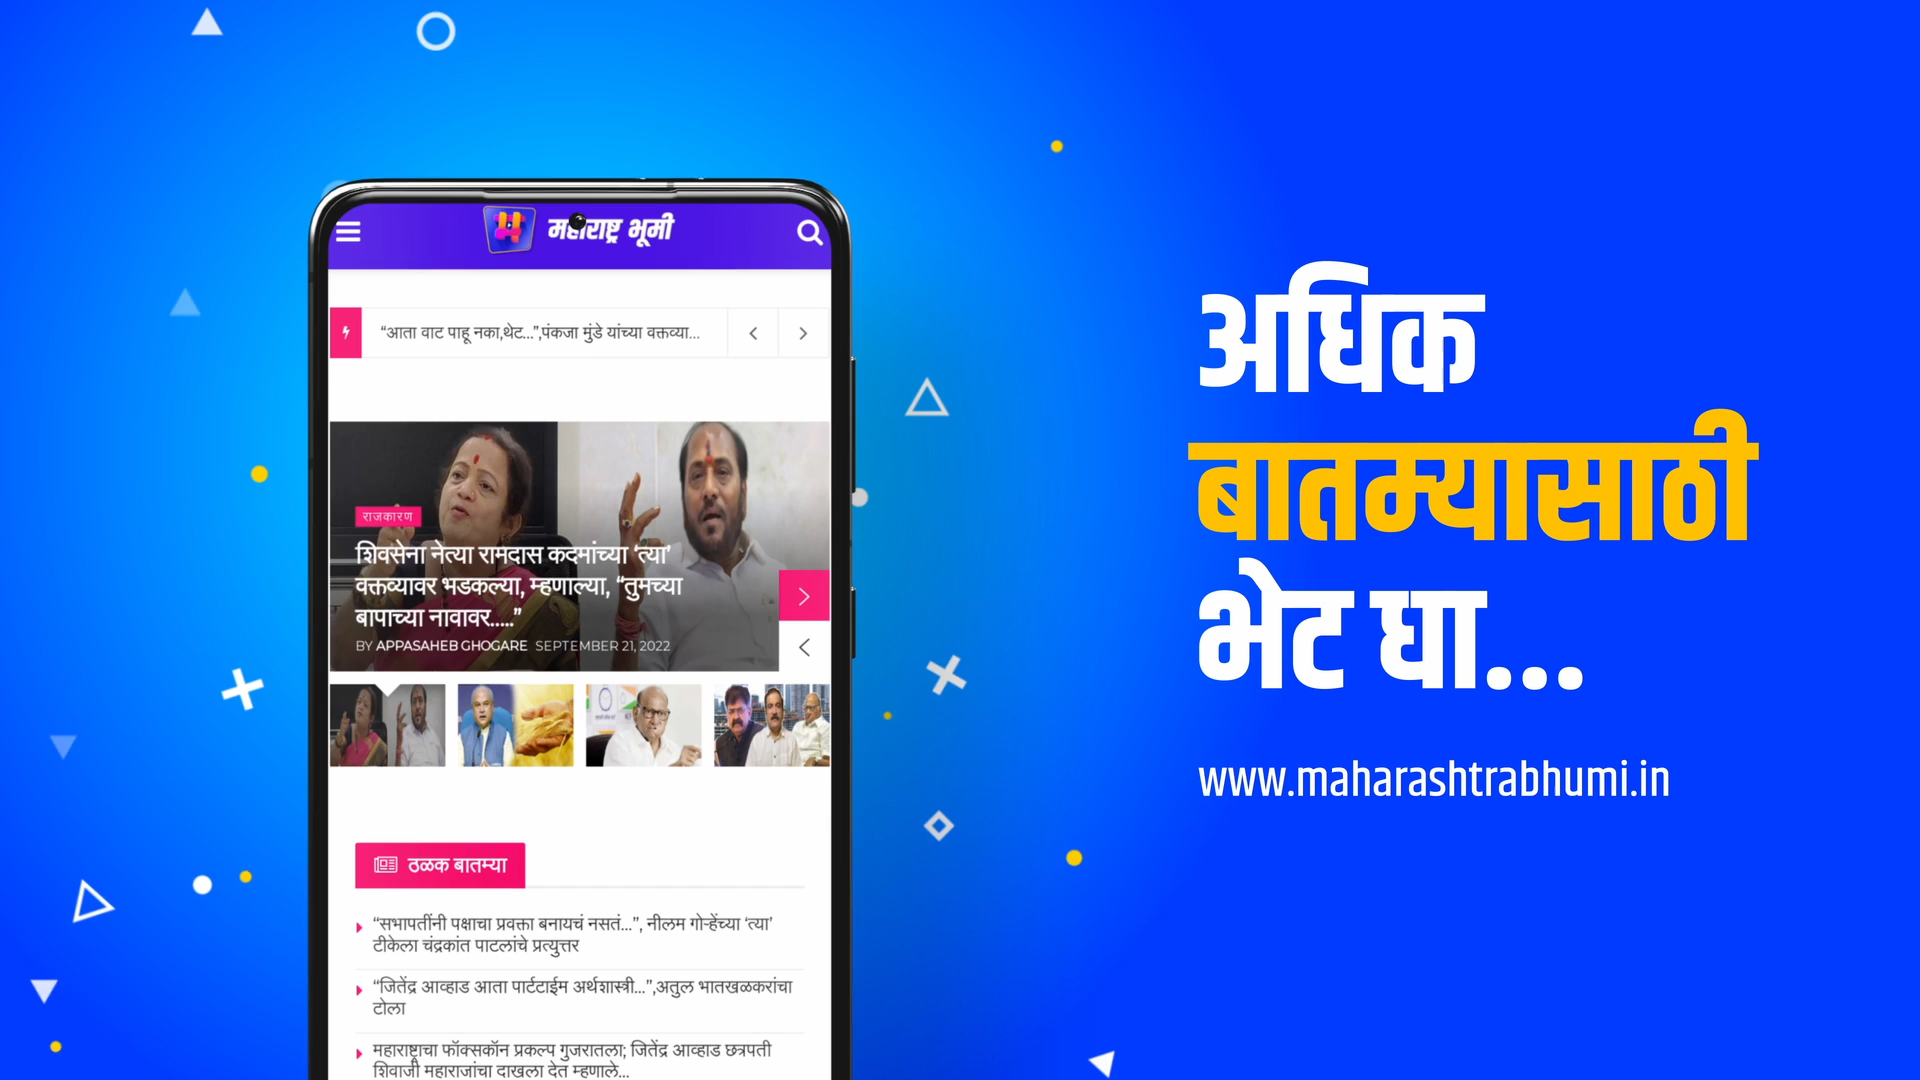 महाराष्ट्र भूमी
“आता वाट पाहू नका,थेट...”,पंकजा मुंडे यांच्या वक्तव्या...
राजकारण
शिवसेना नेत्या रामदास कदमांच्या ‘त्या’
वक्तव्यावर भडकल्या, म्हणाल्या, “तुमच्या
बापाच्या नावावर.....”
BY APPASAHEB GHOGARE SEPTEMBER 21, 2022
ठळक बातम्या
“सभापतींनी पक्षाचा प्रवक्ता बनायचं नसतं...”, नीलम गोऱ्हेंच्या ‘त्या’
टीकेला चंद्रकांत पाटलांचे प्रत्युत्तर
“जितेंद्र आव्हाड आता पार्टटाईम अर्थशास्त्री...”,अतुल भातखळकरांचा
टोला
महाराष्ट्राचा फॉक्सकॉन प्रकल्प गुजरातला; जितेंद्र आव्हाड छत्रपती
शिवाजी महाराजांचा दाखला देत म्हणाले...
अधिक
बातम्यासाठी
भेट घा...
www.maharashtrabhumi.in